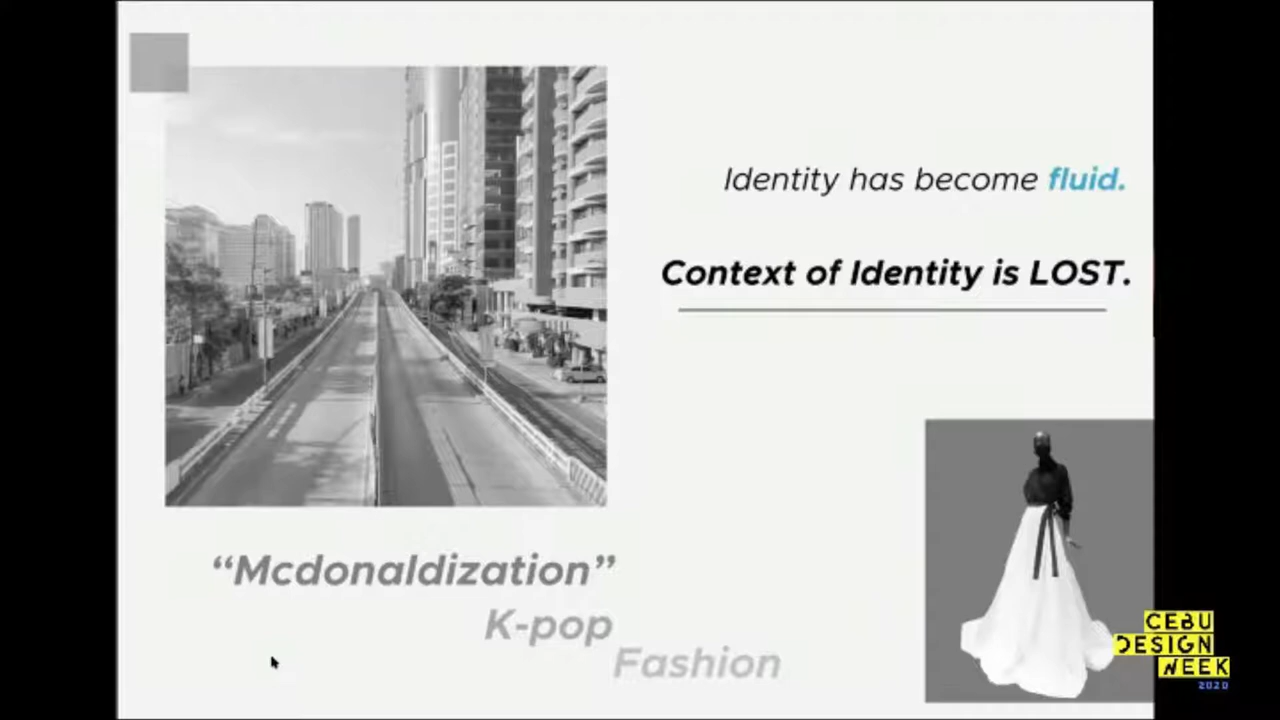 Identity has become fluid.
Context of Identity is LOST.
“Mcdonaldization”
K-pop
Fashion
CEBU
DESIGN
WEEK
2020